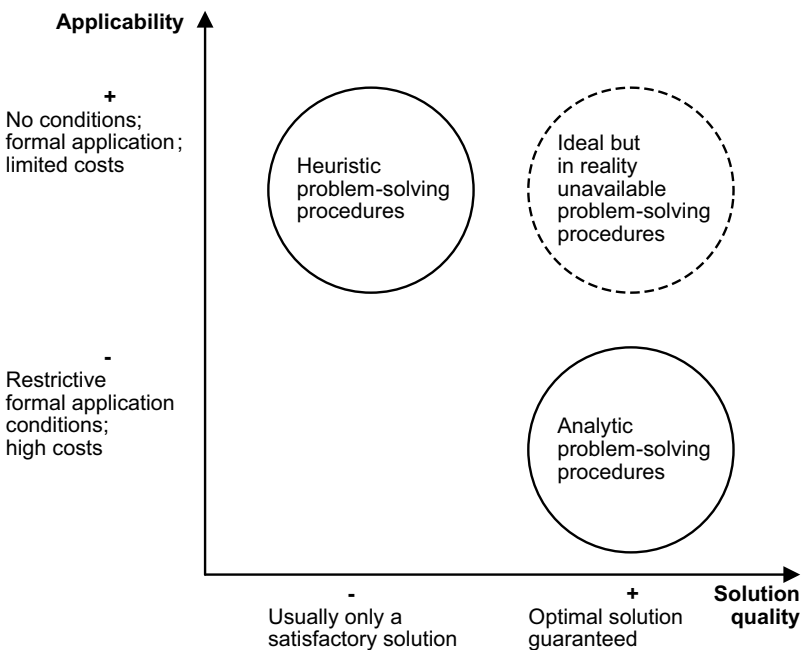 Applicability
+
No conditions;
formal application;
limited costs
Heuristic
problem-solving
procedures
Ideal but
in reality
unavailable
problem-solving
procedures
-
Restrictive
formal application
conditions;
high costs
Analytic
problem-solving
procedures
-
Usually only a
satisfactory solution
+
Optimal solution
guaranteed
Solution
quality